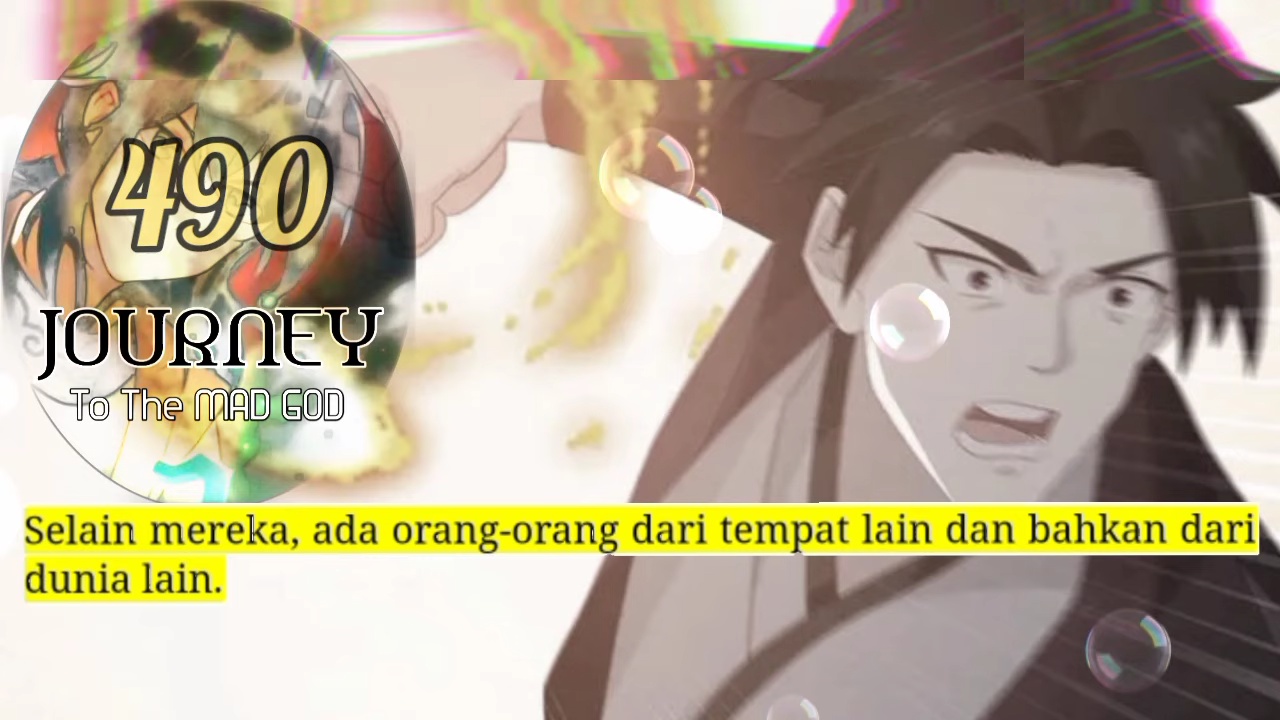 490
JOURNEY
To The MAD GOD
Selain mereka, ada orang-orang dari tempat lain dan bahkan dari
dunia lain.